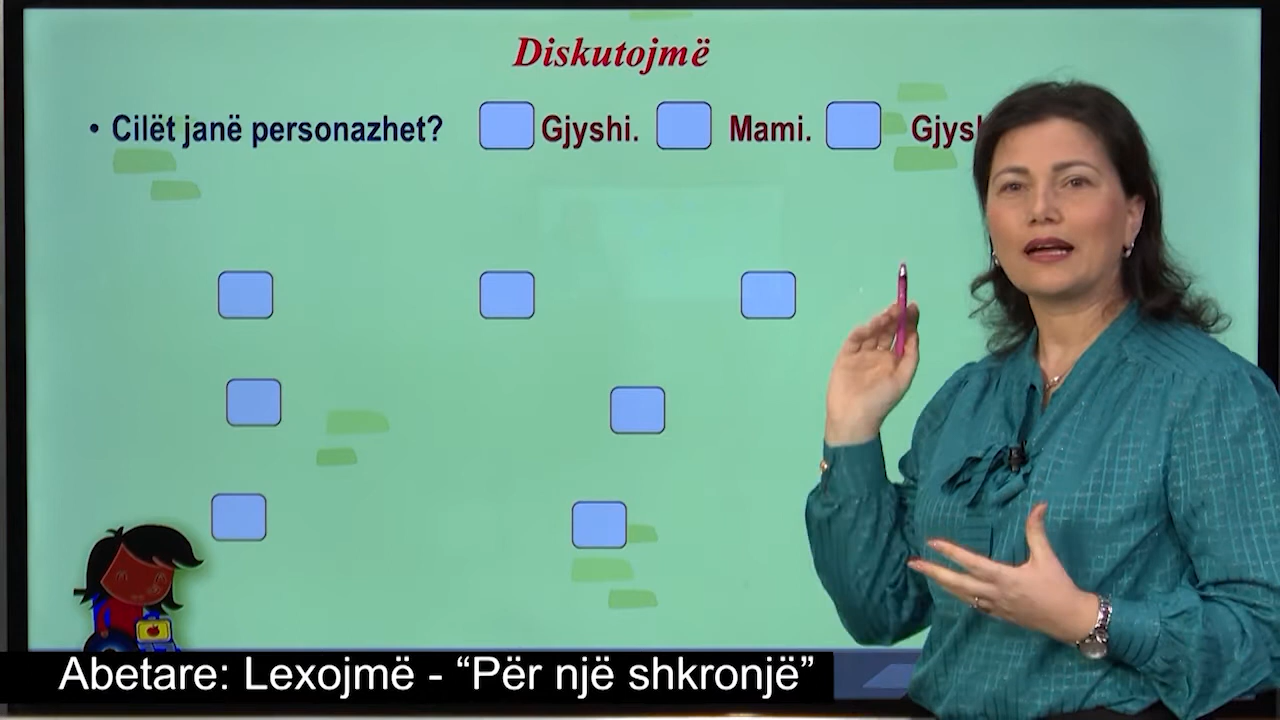 Diskutojmë
• Cilët janë personazhet? Gjyshi. Mami.
Abetare: Lexojmë - “Për një shkronjë”